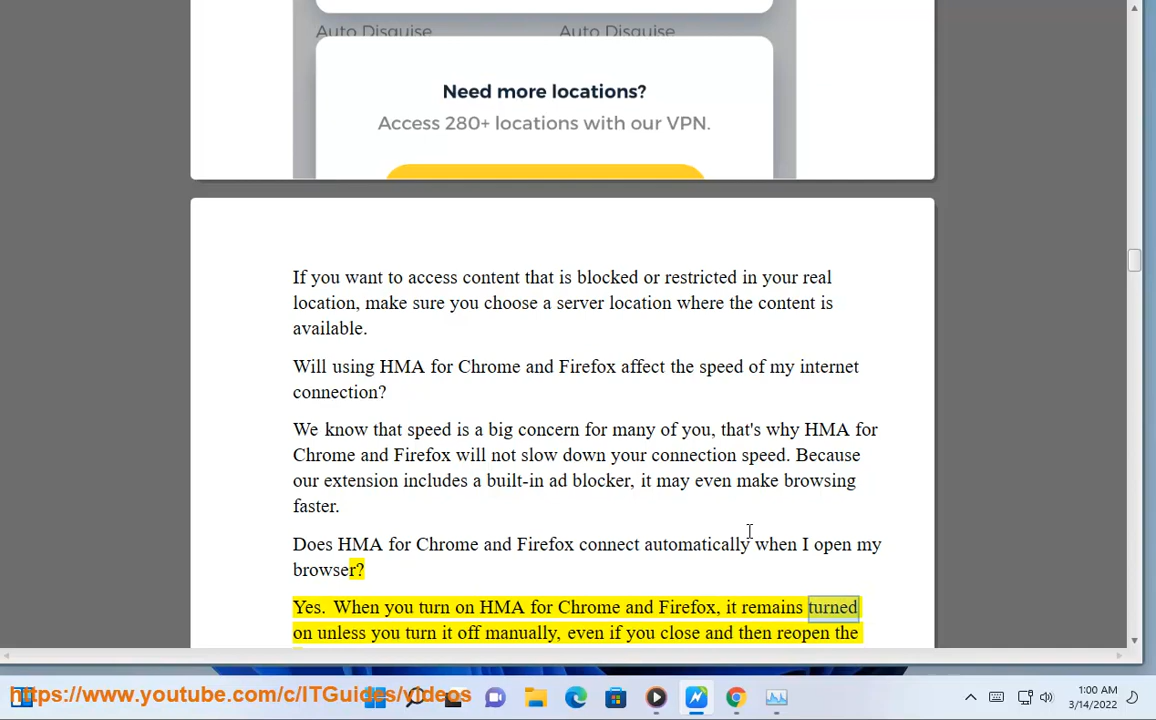 Auto Disguise Auto Disguise
Need more locations?
Access 280+ locations with our VPN.
If you want to access content that is blocked or restricted in your real
location, make sure you choose a server location where the content is
available.
Will using HMA for Chrome and Firefox affect the speed of my internet
connection?
We know that speed is a big concern for many of you, that's why HMA for
Chrome and Firefox will not slow down your connection speed. Because
our extension includes a built-in ad blocker, it may even make browsing
faster.
Does HMA for Chrome and Firefox connect automatically when I open my
browser?
Yes. When you turn on HMA for Chrome and Firefox, it remains turned
on unless you turn it off manually, even if you close and then reopen the
https://www.youtube.com/c/ITGuides/videos
1:00 AM
3/14/2022